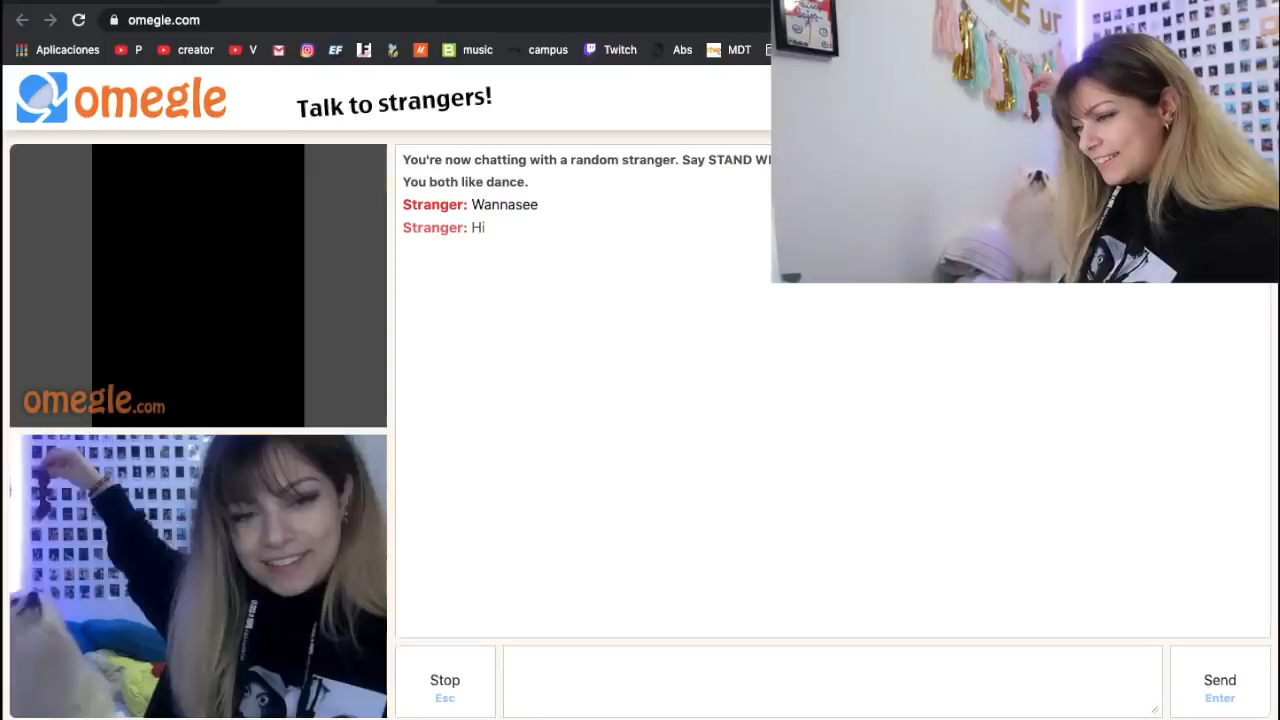 omegle.com
Aplicaciones P creator V EF music campus Twitch Abs rtve MDT
omegle
Talk to strangers!
You're now chatting with a random stranger. Say STAND
You both like dance.
Stranger: Wannasee
Stranger: Hi
omegle.com
Stop
Esc
Send
Enter